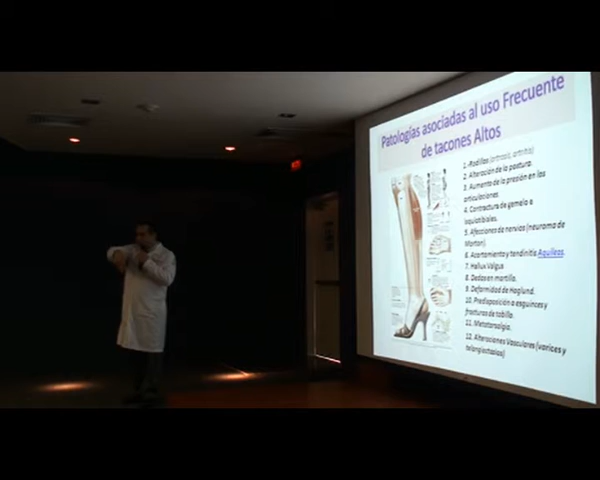 Patologías asociadas al uso Frecuente
de tacones Altos
1.-Rodillas (artrosis, artritis)
2. Alteración de la postura.
3. Aumento de la presión en las
articulaciones.
4. Contractura de gemelo e
isquiotibiales.
5. Afecciones de nervios (neuroma de
Morton)
6. Acortamiento y tendinitis Aquileas.
7. Hallux Valgus
8. Dedos en martillo.
9. Deformidad de Haglund.
10. Predisposición a esguinces y
fracturas de tobillo.
11. Metatarsalgia.
12. Alteraciones Vasculares (varices y
telangiectasias)